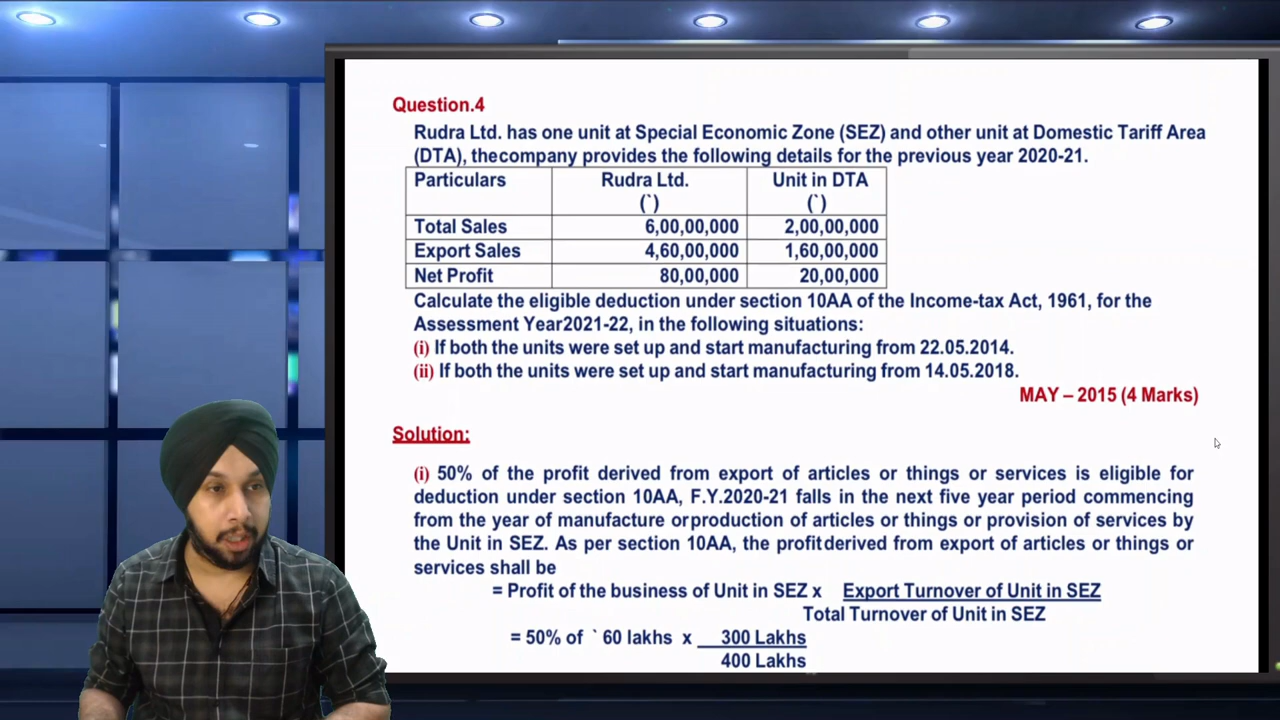 Question.4
Rudra Ltd. has one unit at Special Economic Zone (SEZ) and other unit at Domestic Tariff Area
(DTA), thecompany provides the following details for the previous year 2020-21.
Particulars Rudra Ltd. Unit in DTA
(`) (`)
Total Sales 6,00,00,000 2,00,00,000
Export Sales 4,60,00,000 1,60,00,000
Net Profit 80,00,000 20,00,000
Calculate the eligible deduction under section 10AA of the Income-tax Act, 1961, for the
Assessment Year2021-22, in the following situations:
(i) If both the units were set up and start manufacturing from 22.05.2014.
(ii) If both the units were set up and start manufacturing from 14.05.2018.
MAY – 2015 (4 Marks)
Solution:
(i) 50% of the profit derived from export of articles or things or services is eligible for
deduction under section 10AA, F.Y.2020-21 falls in the next five year period commencing
from the year of manufacture orproduction of articles or things or provision of services by
the Unit in SEZ. As per section 10AA, the profitderived from export of articles or things or
services shall be
= Profit of the business of Unit in SEZ x Export Turnover of Unit in SEZ
Total Turnover of Unit in SEZ
= 50% of ` 60 lakhs x 300 Lakhs
400 Lakhs